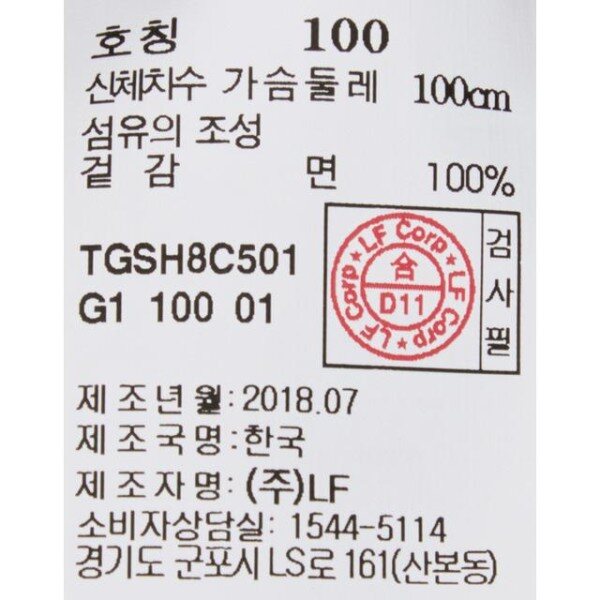 호칭 100
신체치수 가슴둘레 100cm
섬유의 조성
겉감 면 100%
TGSH8C501
G1 100 01
LF Corp ★ LF Corp ★ LF Corp ★
合
D11
검사필
제조년월: 2018.07
제조국명: 한국
제조자명: (주)LF
소비자상담실: 1544-5114
경기도 군포시 LS로 161(산본동)